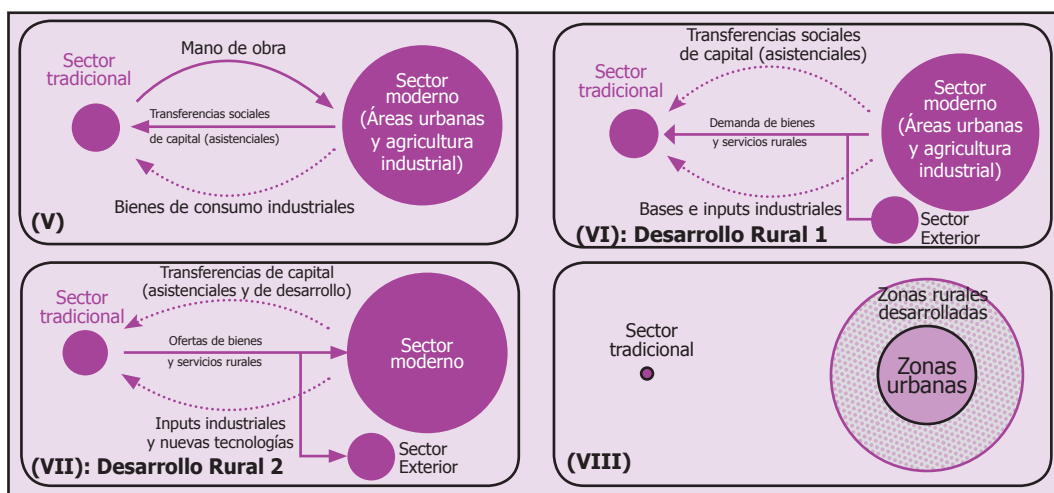 Mano de obra
Sector
tradicional
Transferencias sociales
de capital (asistenciales)
Sector
moderno
(Áreas urbanas
y agricultura
industrial)
Bienes de consumo industriales
(V)
Transferencias sociales
de capital (asistenciales)
Sector
tradicional
Demanda de bienes
y servicios rurales
Sector
moderno
(Áreas urbanas
y agricultura
industrial)
Bases e inputs industriales
Sector
Exterior
(VI): Desarrollo Rural 1
Transferencias de capital
(asistenciales y de desarrollo)
Sector
tradicional
Ofertas de bienes
y servicios rurales
Sector
moderno
Inputs industriales
y nuevas tecnologías
Sector
Exterior
(VII): Desarrollo Rural 2
Zonas rurales
desarrolladas
Sector
tradicional
Zonas
urbanas
(VIII)